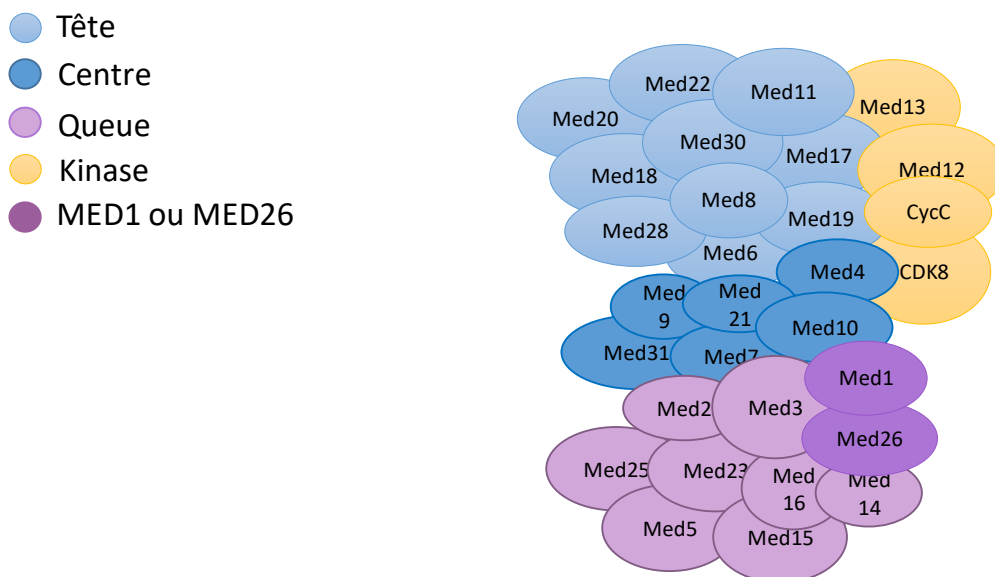 Tête
Centre
Queue
Kinase
MED1 ou MED26
Med22
Med11
Med13
Med20
Med30
Med17
Med12
Med18
Med8
CycC
Med19
Med28
Med6
Med4
CDK8
Med
9
Med
21
Med10
Med31
Med7
Med1
Med2
Med3
Med26
Med25
Med23
Med
16
Med
14
Med5
Med15